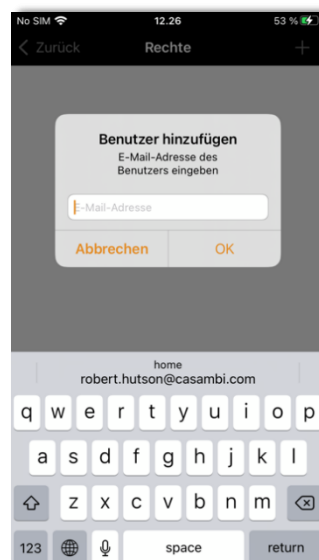 No SIM 12.26 53 %
Zurück Rechte +
Benutzer hinzufügen
E-Mail-Adresse des
Benutzers eingeben
E-Mail-Adresse
Abbrechen OK
home
robert.hutson@casambi.com
q w e r t y u i o p
a s d f g h j k l
z x c v b n m
123 space return